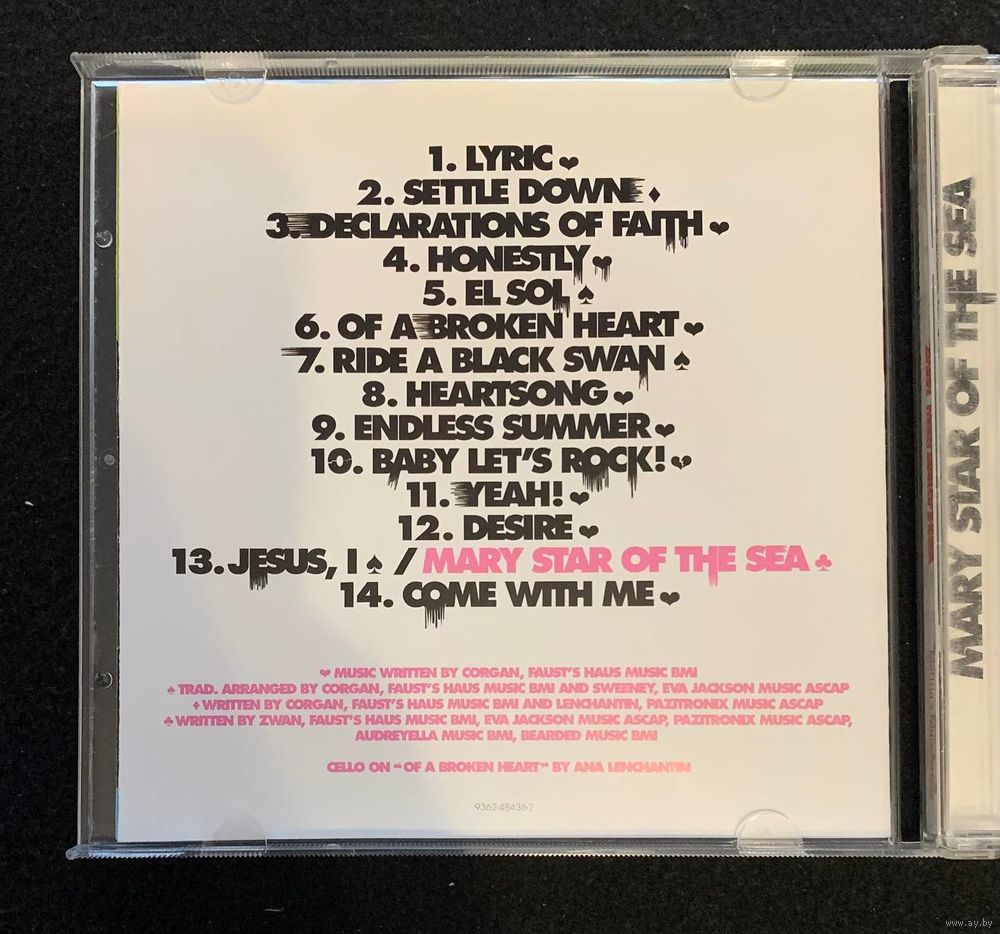 1. LYRIC ❤
2. SETTLE DOWN ♦
3. DECLARATIONS OF FAITH ❤
4. HONESTLY ❤
5. EL SOL ♠
6. OF A BROKEN HEART ❤
7. RIDE A BLACK SWAN ♠
8. HEARTSONG ❤
9. ENDLESS SUMMER ❤
10. BABY LET'S ROCK! 💔
11. YEAH! ❤
12. DESIRE ❤
13. JESUS, I ♠ / MARY STAR OF THE SEA ♣
14. COME WITH ME ❤
❤ MUSIC WRITTEN BY CORGAN, FAUST'S HAUS MUSIC BMI
♠ TRAD. ARRANGED BY CORGAN, FAUST'S HAUS MUSIC BMI AND SWEENEY, EVA JACKSON MUSIC ASCAP
♦ WRITTEN BY CORGAN, FAUST'S HAUS MUSIC BMI AND LENCHANTIN, PAZITRONIX MUSIC ASCAP
♣ WRITTEN BY ZWAN, FAUST'S HAUS MUSIC BMI, EVA JACKSON MUSIC ASCAP, PAZITRONIX MUSIC ASCAP,
AUDREYELLA MUSIC BMI, BEARDED MUSIC BMI
CELLO ON "OF A BROKEN HEART" BY ANA LENCHANTIN
9362-48436-2
MARY STAR OF THE SEA
www.ay.by